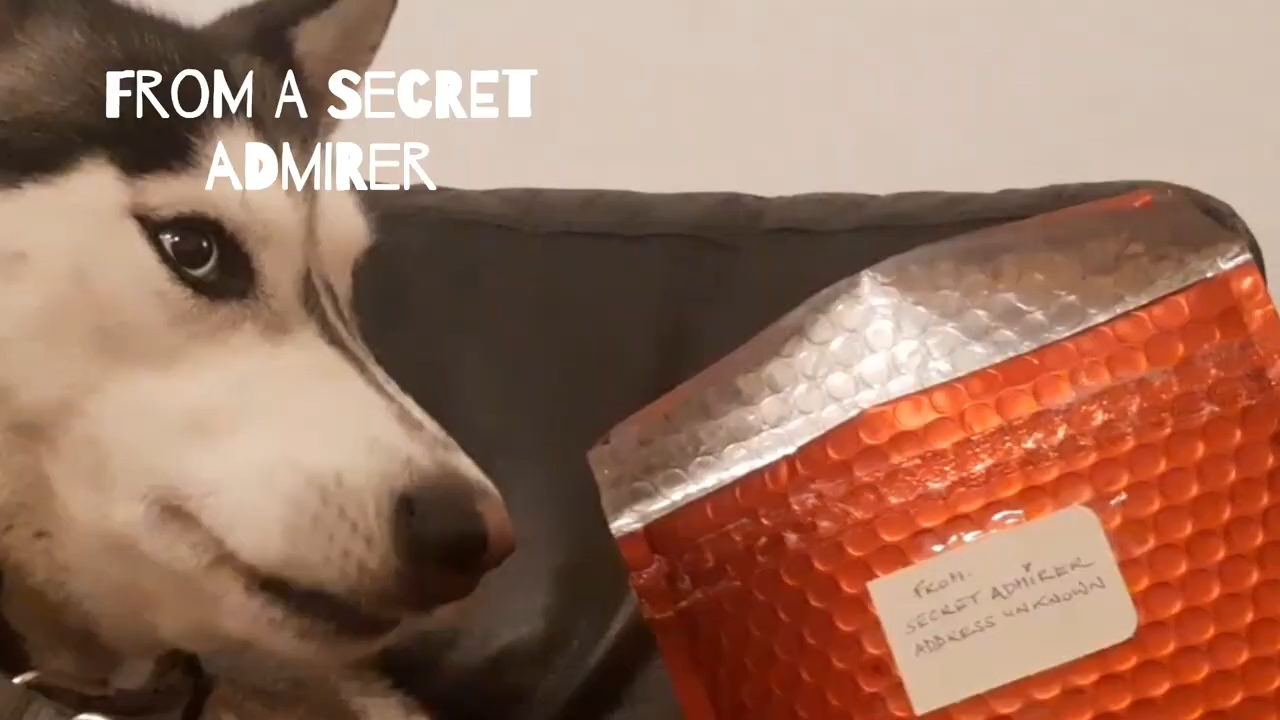 FROM A SECRET
ADMIRER
FROM.
SECRET ADMIRER
ADDRESS UNKNOWN